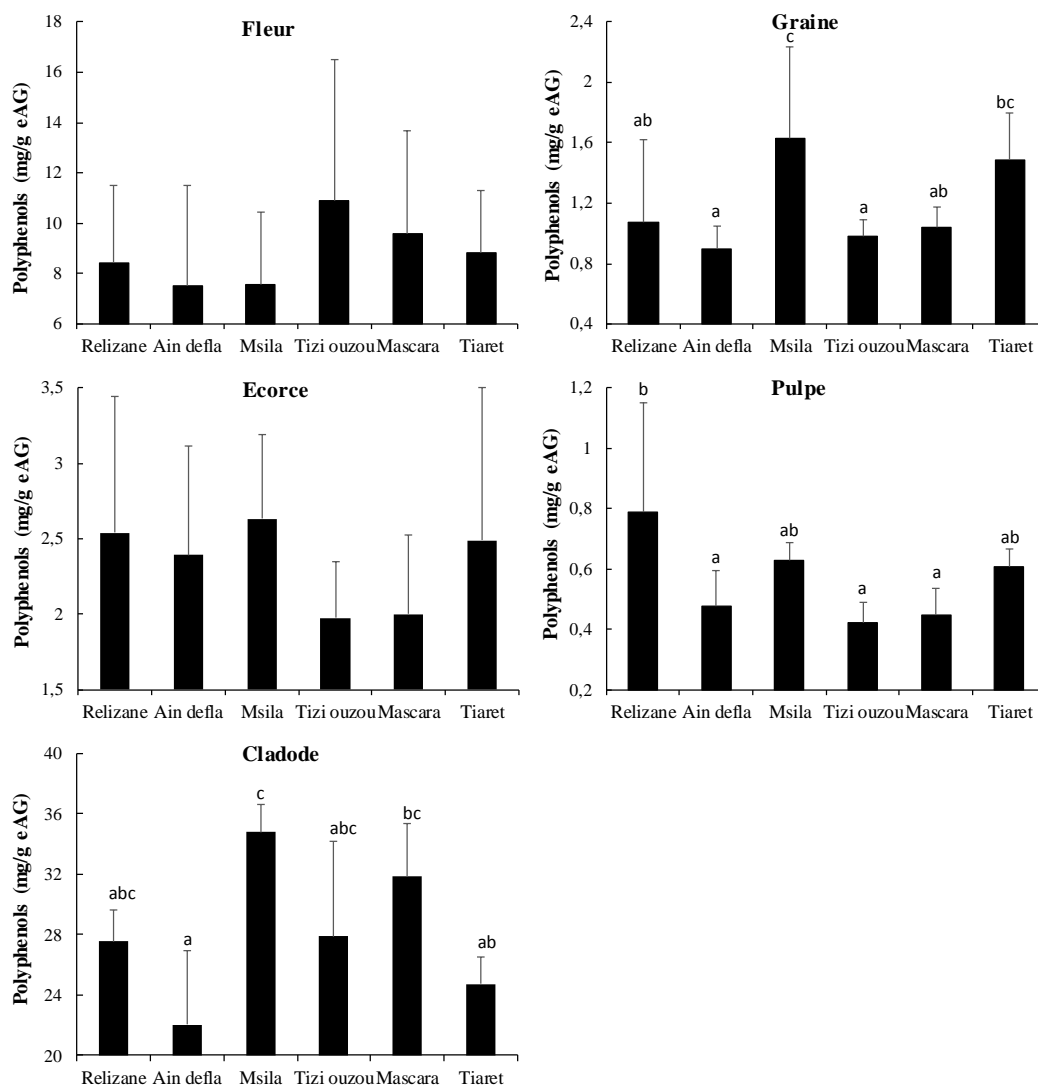 Fleur
Polyphenols (mg/g eAG)
18
16
14
12
10
8
6
Relizane Ain defla Msila Tizi ouzou Mascara Tiaret
Graine
Polyphenols (mg/g eAG)
2,4
2
1,6
1,2
0,8
0,4
ab a c a ab bc
Relizane Ain defla Msila Tizi ouzou Mascara Tiaret
Ecorce
Polyphenols (mg/g eAG)
3,5
3
2,5
2
1,5
Relizane Ain defla Msila Tizi ouzou Mascara Tiaret
Pulpe
Polyphenols (mg/g eAG)
1,2
1
0,8
0,6
0,4
0,2
b a ab a a ab
Relizane Ain defla Msila Tizi ouzou Mascara Tiaret
Cladode
Polyphenols (mg/g eAG)
40
36
32
28
24
20
abc a c abc bc ab
Relizane Ain defla Msila Tizi ouzou Mascara Tiaret